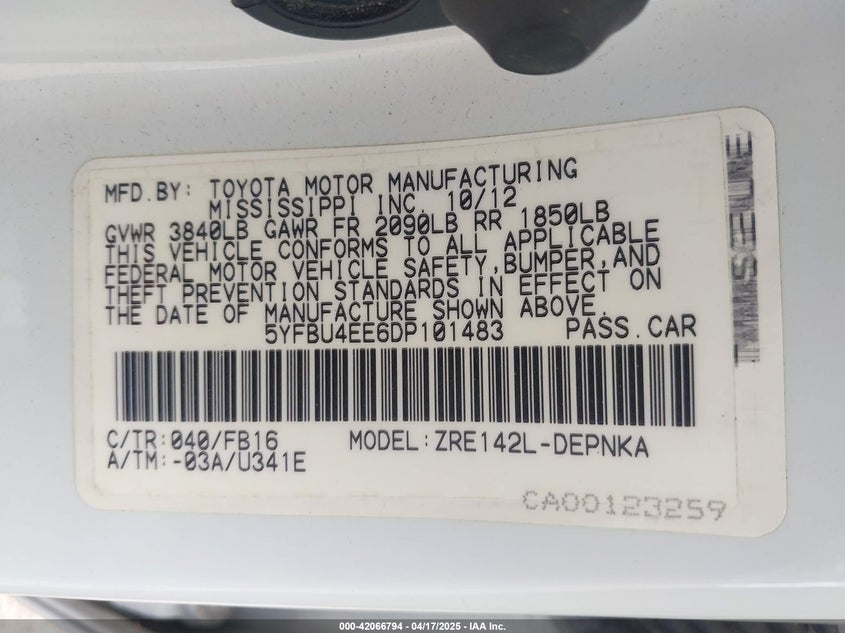 MFD.BY: TOYOTA MOTOR MANUFACTURING
MISSISSIPPI INC. 10/12
GVWR 3840LB GAWR FR 2090LB RR 1850LB
THIS VEHICLE CONFORMS TO ALL APPLICABLE
FEDERAL MOTOR VEHICLE SAFETY,BUMPER,AND
THEFT PREVENTION STANDARDS IN EFFECT ON
THE DATE OF MANUFACTURE SHOWN ABOVE.
5YFBU4EE6DP101483 PASS.CAR
C/TR:040/FB16 MODEL:ZRE142L-DEPNKA
A/TM:-03A/U341E
CA00123259
000-42066794 - 04/17/2025 - IAA Inc.